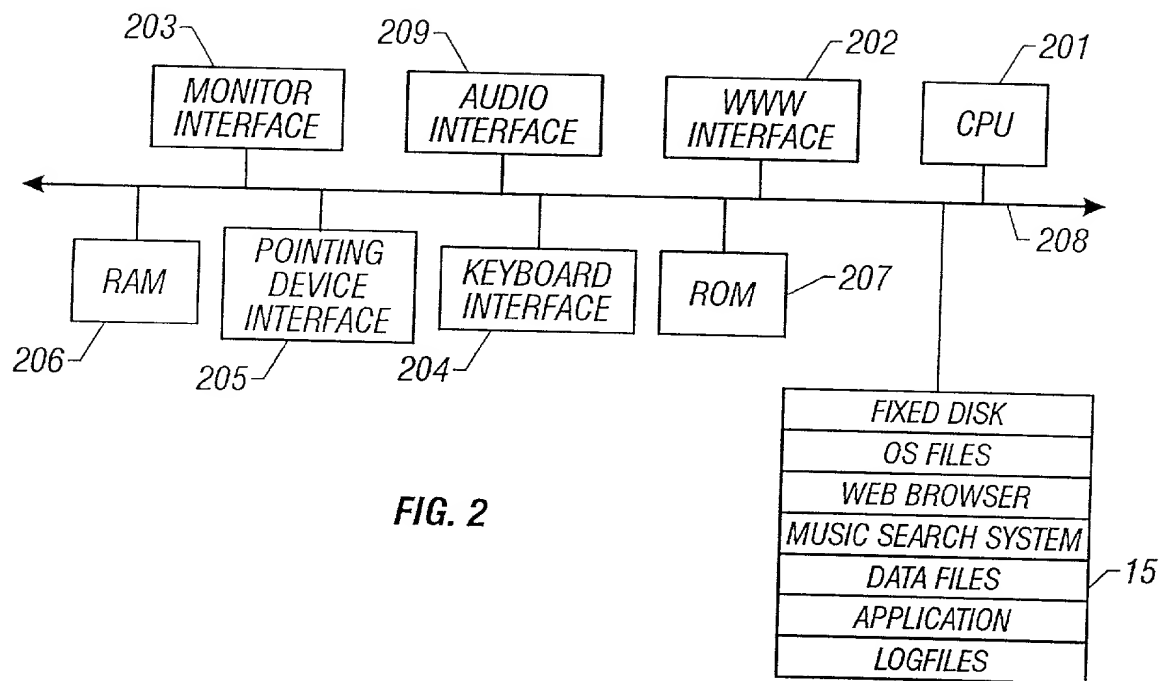 203
209
202
201
MONITOR
INTERFACE
AUDIO
INTERFACE
WWW
INTERFACE
CPU
208
RAM
POINTING
DEVICE
INTERFACE
KEYBOARD
INTERFACE
ROM
207
206
205
204
FIXED DISK
OS FILES
WEB BROWSER
MUSIC SEARCH SYSTEM
DATA FILES
APPLICATION
LOGFILES
15
FIG. 2